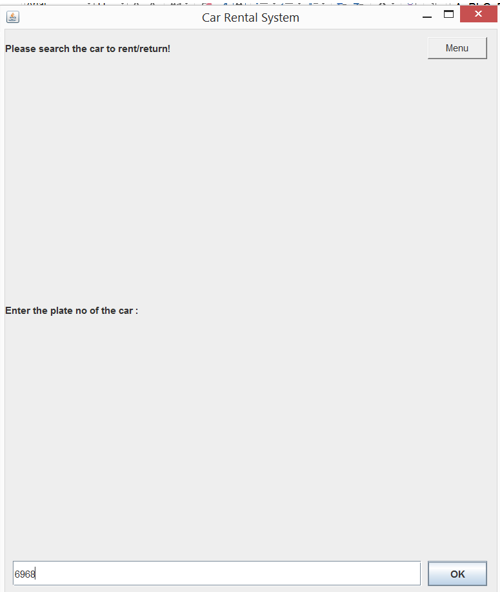 Car Rental System
Please search the car to rent/return!
Menu
Enter the plate no of the car :
6968
OK